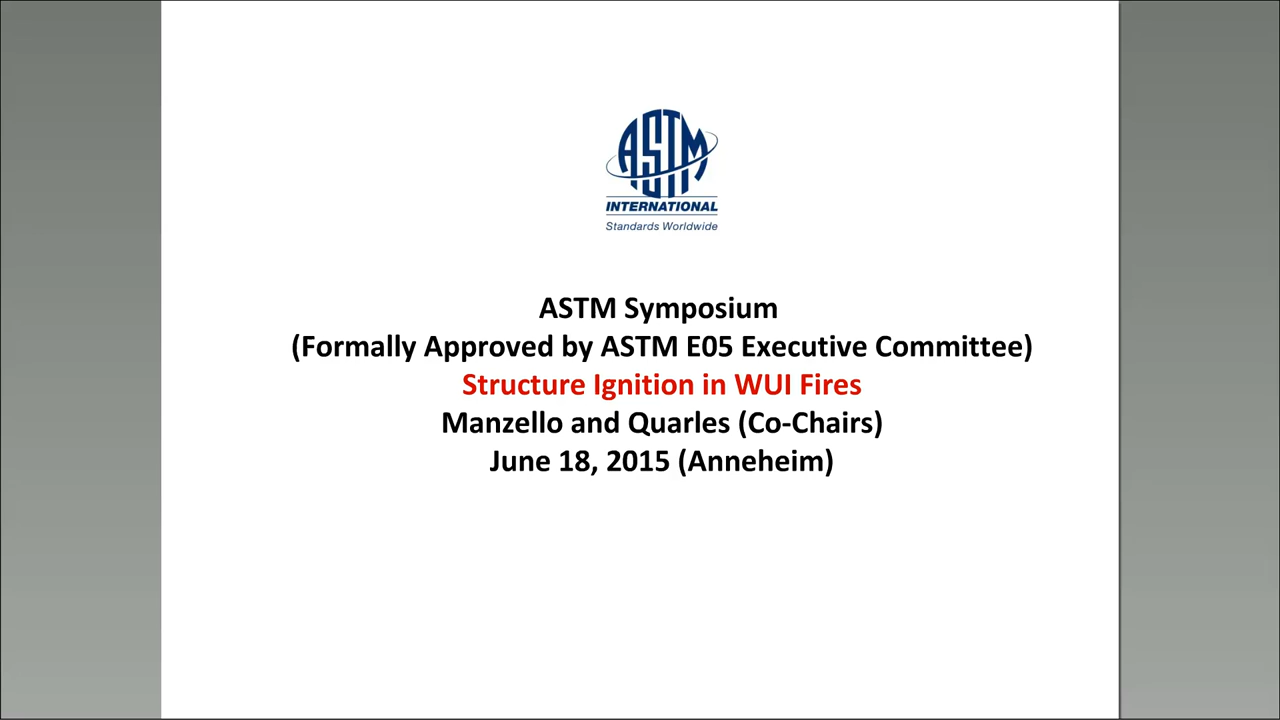 ASTM
INTERNATIONAL
Standards Worldwide
ASTM Symposium
(Formally Approved by ASTM E05 Executive Committee)
Structure Ignition in WUI Fires
Manzello and Quarles (Co-Chairs)
June 18, 2015 (Anneheim)